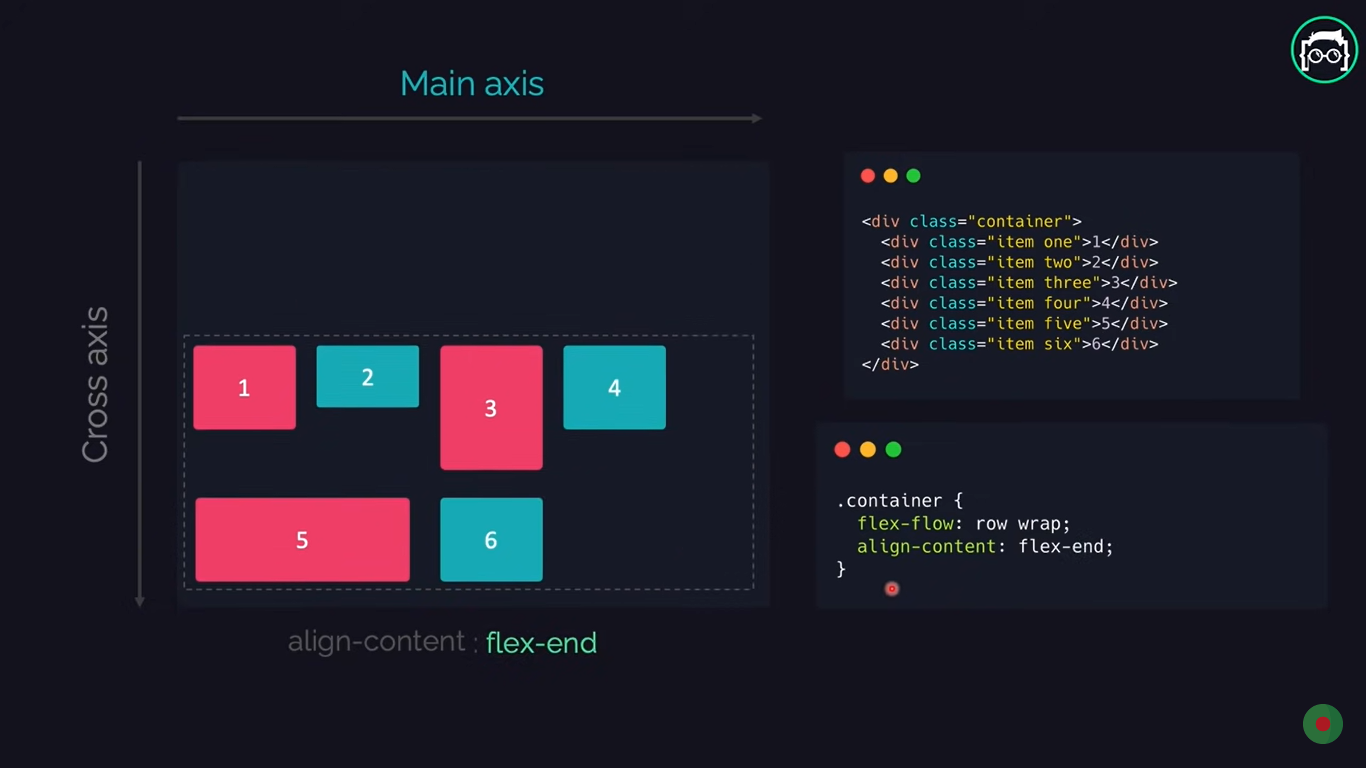 Main axis
Cross axis
1
2
3
4
5
6
align-content : flex-end
<div class="container">
  <div class="item one">1</div>
  <div class="item two">2</div>
  <div class="item three">3</div>
  <div class="item four">4</div>
  <div class="item five">5</div>
  <div class="item six">6</div>
</div>
.container {
  flex-flow: row wrap;
  align-content: flex-end;
}